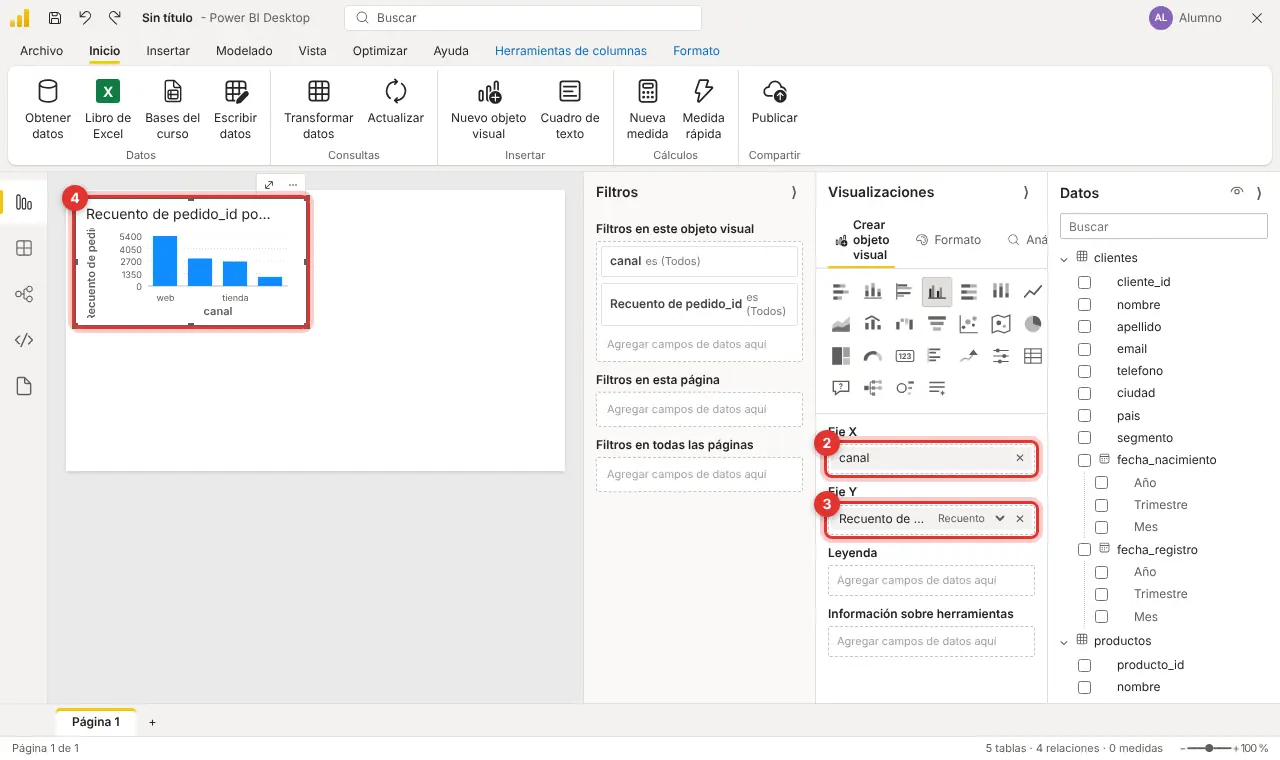 Sin título - Power BI Desktop
Buscar
AL Alumno
Archivo Inicio Insertar Modelado Vista Optimizar Ayuda Herramientas de columnas Formato
Obtener datos
X
Libro de Excel
Bases del curso
Escribir datos
Datos
Transformar datos
Actualizar
Consultas
Nuevo objeto visual
Cuadro de texto
Insertar
Nueva medida
Medida rápida
Cálculos
Publicar
Compartir
4
Recuento de pedido_id po...
Recuento de pedi
5400
4050
2700
1350
0
web tienda
canal
Filtros
Filtros en este objeto visual
canal es (Todos)
Recuento de pedido_id es (Todos)
Agregar campos de datos aquí
Filtros en esta página
Agregar campos de datos aquí
Filtros en todas las páginas
Agregar campos de datos aquí
Visualizaciones
Crear objeto visual
Formato
Aná
123
Eje X
2
canal
Eje Y
3
Recuento de ... Recuento
Leyenda
Agregar campos de datos aquí
Información sobre herramientas
Agregar campos de datos aquí
Datos
Buscar
clientes
cliente_id
nombre
apellido
email
telefono
ciudad
pais
segmento
fecha_nacimiento
Año
Trimestre
Mes
fecha_registro
Año
Trimestre
Mes
productos
producto_id
nombre
Página 1 +
Página 1 de 1
5 tablas · 4 relaciones · 0 medidas
− + 100 %